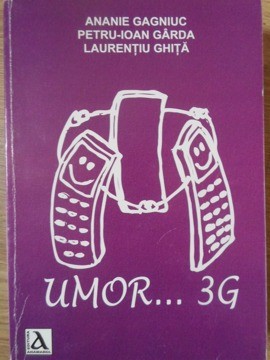 ANANIE GAGNIUC
PETRU-IOAN GÂRDA
LAURENȚIU GHIȚĂ
UMOR... 3G